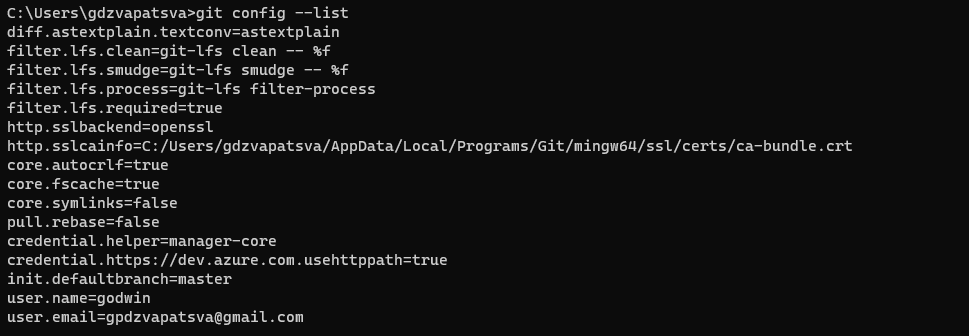 C:\Users\gdzvapatsva>git config --list
diff.astextplain.textconv=astextplain
filter.lfs.clean=git-lfs clean -- %f
filter.lfs.smudge=git-lfs smudge -- %f
filter.lfs.process=git-lfs filter-process
filter.lfs.required=true
http.sslbackend=openssl
http.sslcainfo=C:/Users/gdzvapatsva/AppData/Local/Programs/Git/mingw64/ssl/certs/ca-bundle.crt
core.autocrlf=true
core.fscache=true
core.symlinks=false
pull.rebase=false
credential.helper=manager-core
credential.https://dev.azure.com.usehttppath=true
init.defaultbranch=master
user.name=godwin
user.email=gpdzvapatsva@gmail.com